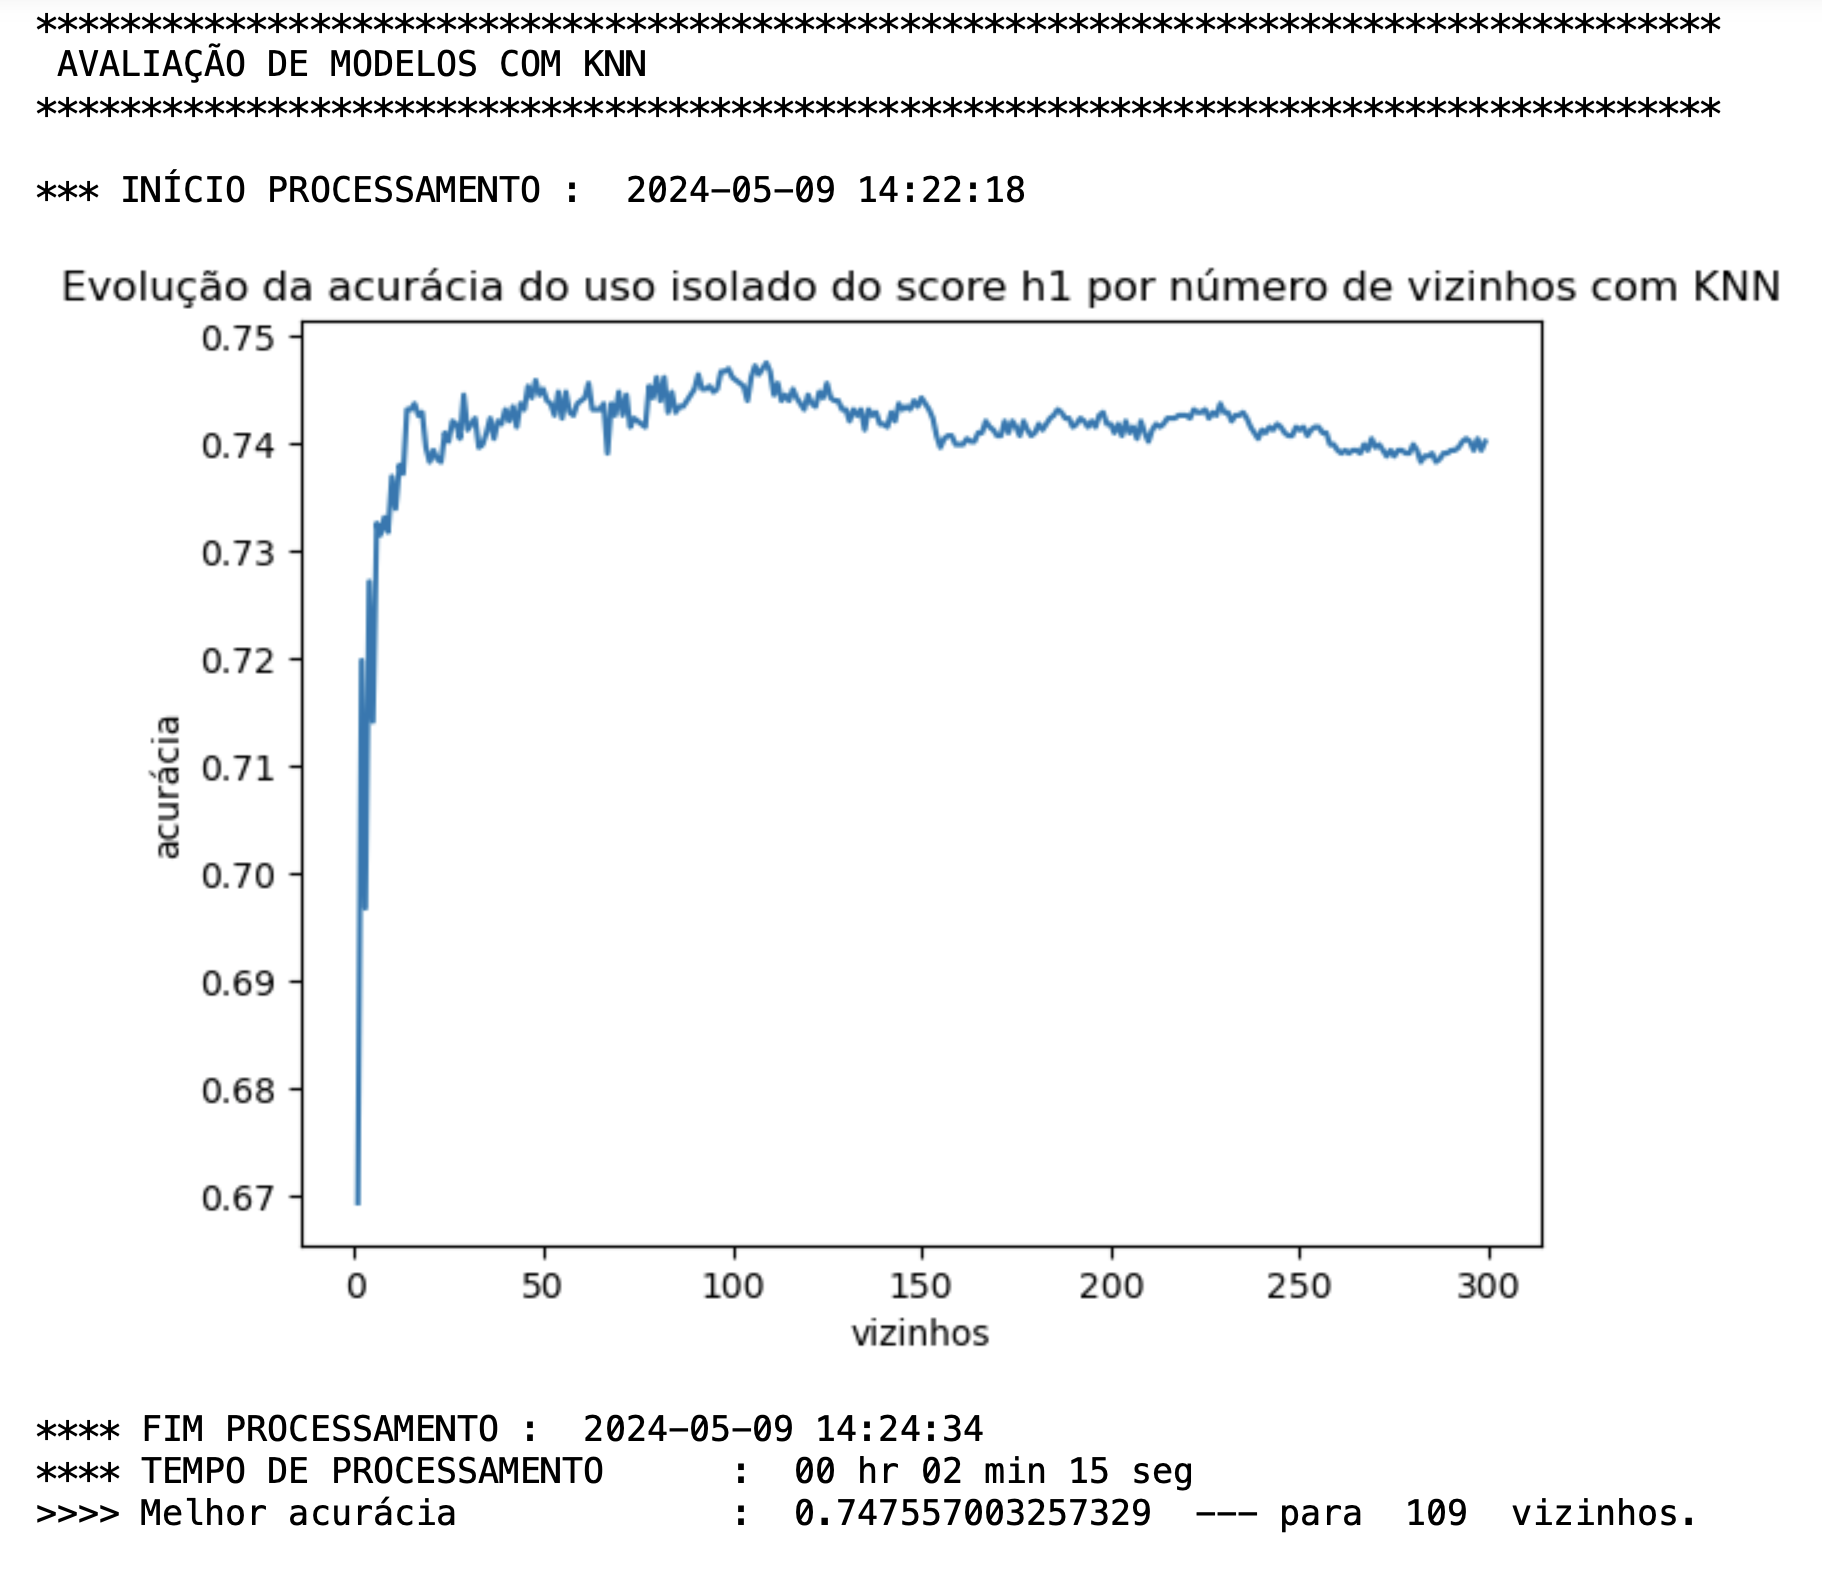 ********************************************************************************
AVALIAÇÃO DE MODELOS COM KNN
********************************************************************************
*** INÍCIO PROCESSAMENTO :  2024-05-09 14:22:18
Evolução da acurácia do uso isolado do score h1 por número de vizinhos com KNN
0.75
0.74
0.73
0.72
0.71
0.70
0.69
0.68
0.67
acurácia
0 50 100 150 200 250 300
vizinhos
**** FIM PROCESSAMENTO :  2024-05-09 14:24:34
**** TEMPO DE PROCESSAMENTO      :  00 hr 02 min 15 seg
>>>> Melhor acurácia             :  0.747557003257329  --- para  109  vizinhos.